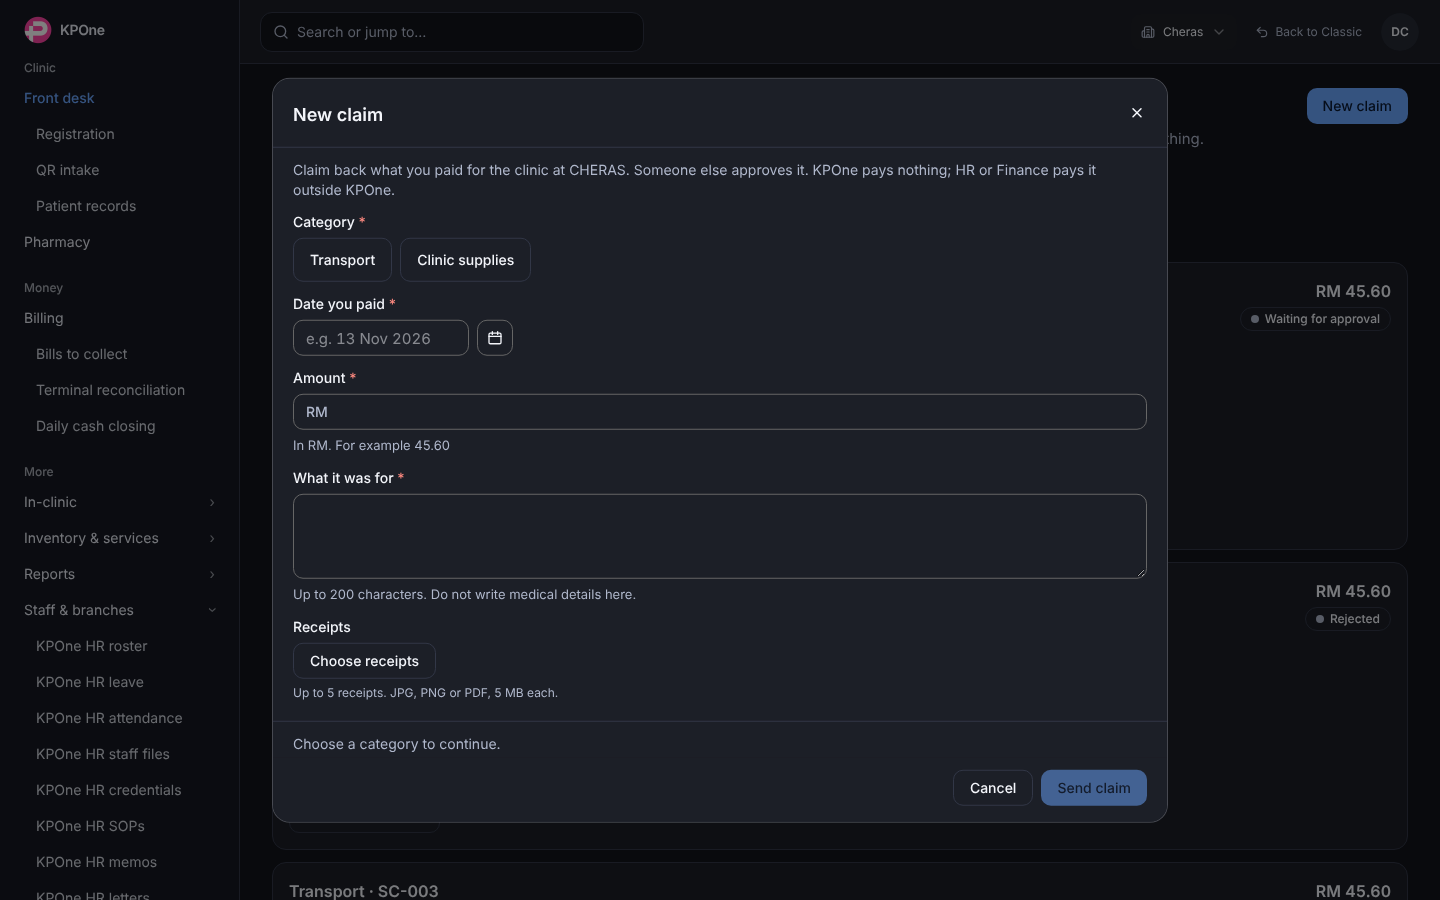 KPOne
Search or jump to...
Cheras
Back to Classic
DC
Clinic
Front desk
Registration
QR intake
Patient records
Pharmacy
Money
Billing
Bills to collect
Terminal reconciliation
Daily cash closing
More
In-clinic
Inventory & services
Reports
Staff & branches
KPOne HR roster
KPOne HR leave
KPOne HR attendance
KPOne HR staff files
KPOne HR credentials
KPOne HR SOPs
KPOne HR memos
KPOne HR letters
New claim
thing.
RM 45.60
Waiting for approval
RM 45.60
Rejected
Transport · SC-003
RM 45.60
New claim
Claim back what you paid for the clinic at CHERAS. Someone else approves it. KPOne pays nothing; HR or Finance pays it
outside KPOne.
Category *
Transport
Clinic supplies
Date you paid *
e.g. 13 Nov 2026
Amount *
RM
In RM. For example 45.60
What it was for *
Up to 200 characters. Do not write medical details here.
Receipts
Choose receipts
Up to 5 receipts. JPG, PNG or PDF, 5 MB each.
Choose a category to continue.
Cancel
Send claim